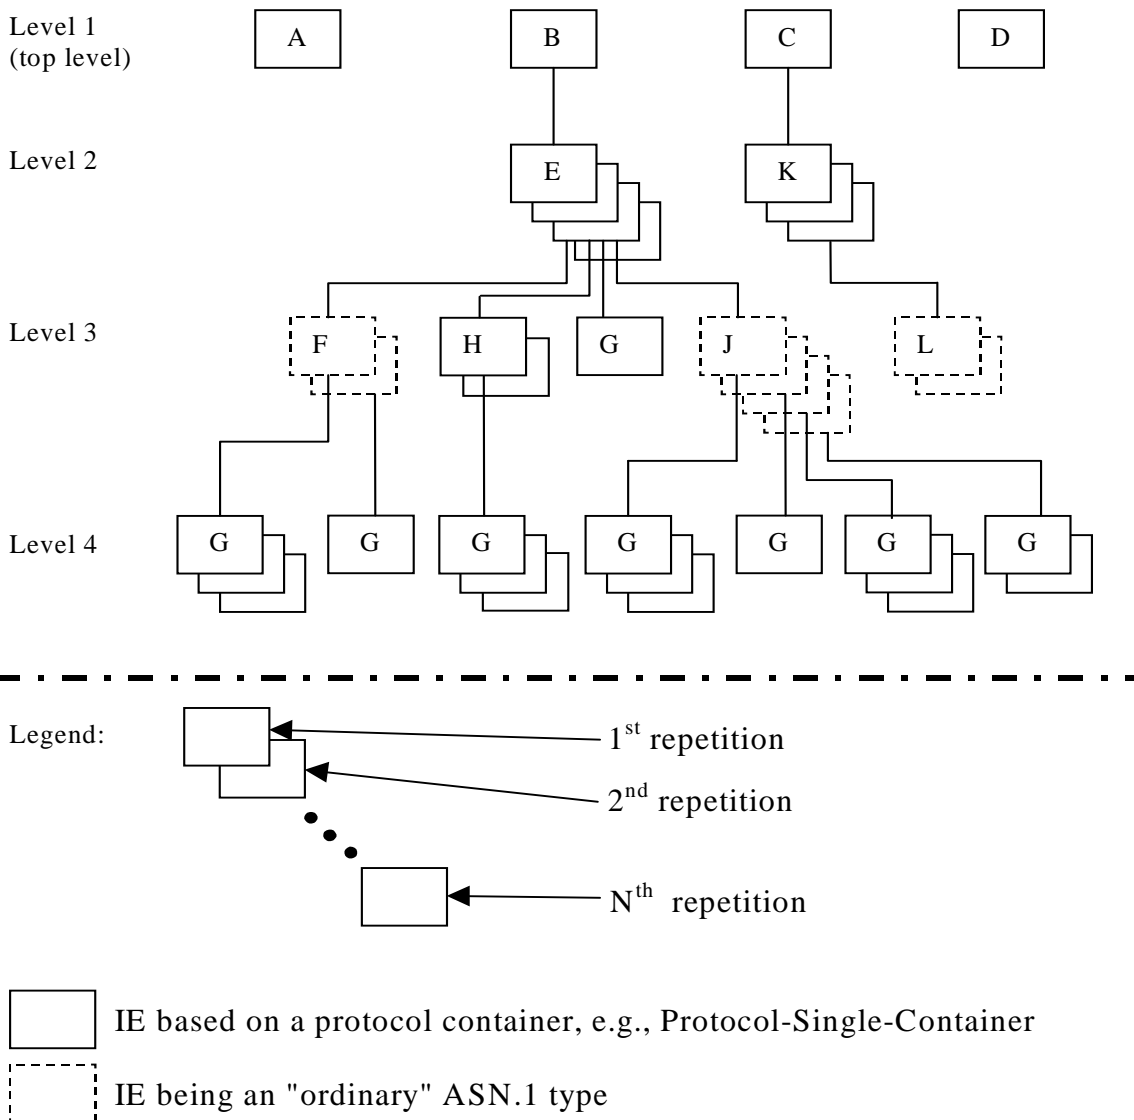 Level 1
(top level)
A B C D
Level 2
E K
Level 3
F H G J L
Level 4
G G G G G G G
Legend:
1st repetition
2nd repetition
Nth repetition
IE based on a protocol container, e.g., Protocol-Single-Container
IE being an "ordinary" ASN.1 type